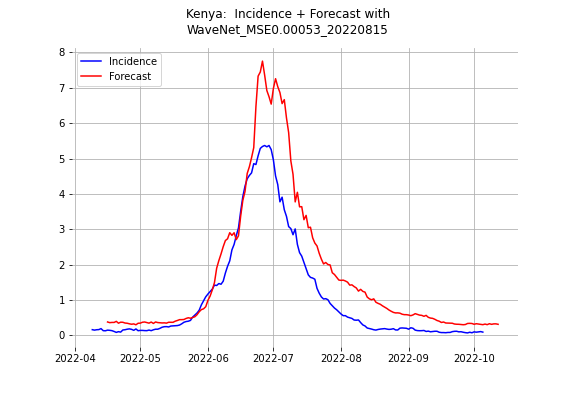 Kenya:  Incidence + Forecast with
WaveNet_MSE0.00053_20220815
Incidence
Forecast
8
7
6
5
4
3
2
1
0
2022-04 2022-05 2022-06 2022-07 2022-08 2022-09 2022-10